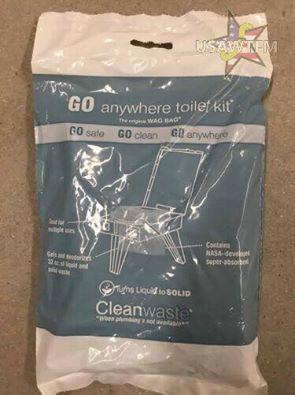 USAWTFM
GO anywhere toilet kit®
The original WAG BAG®
GO safe GO clean GO anywhere
Good for
multiple uses
Contains
NASA-developed
super-absorbent
Gels and deodorizes
32 oz. of liquid and
solid waste
Turns Liquid to SOLID
Cleanwaste®
"When plumbing's not available"®